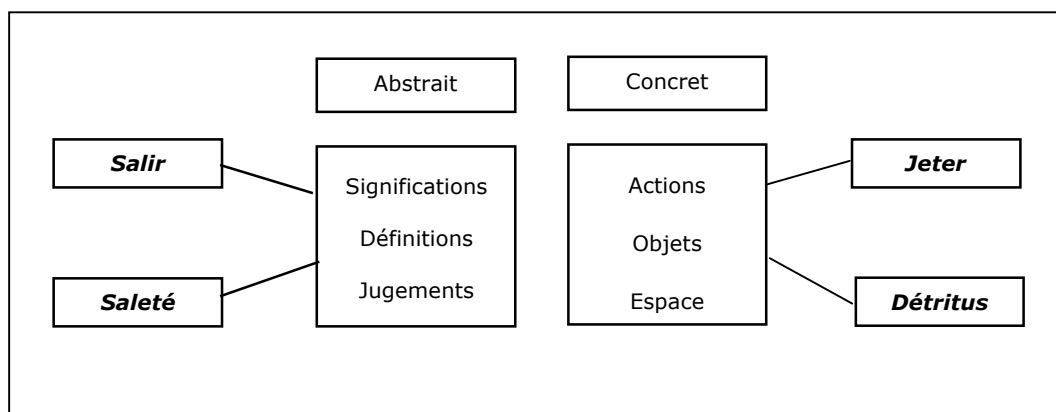 Abstrait
Concret
Salir
Significations
Définitions
Jugements
Saleté
Actions
Objets
Espace
Jeter
Détritus